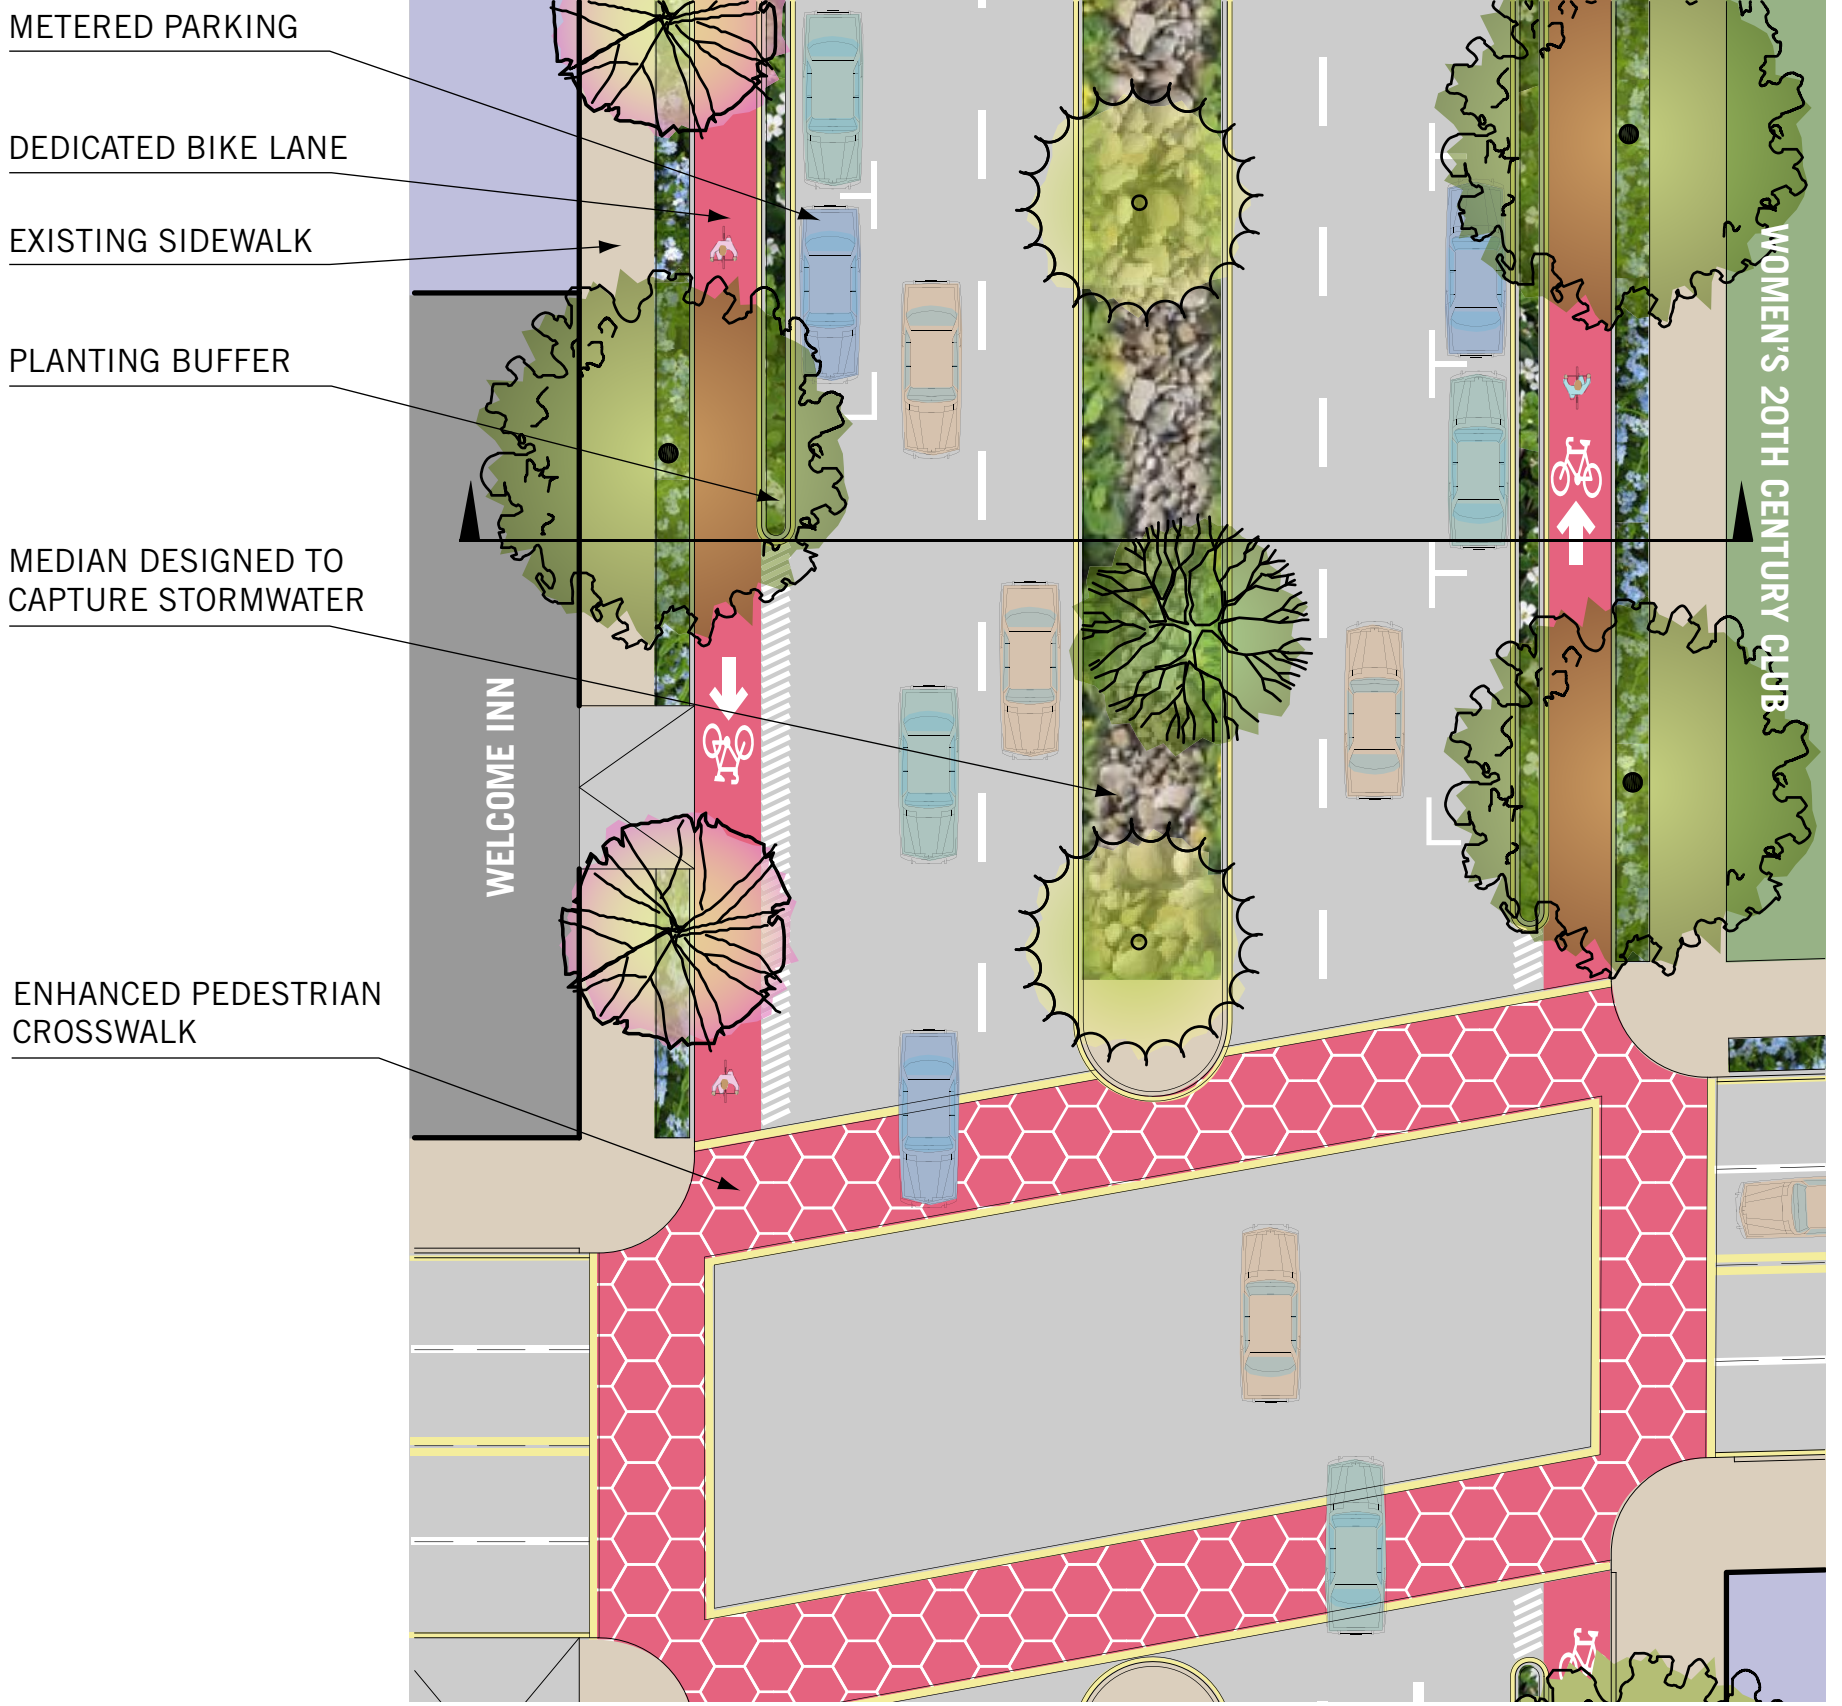 METERED PARKING
DEDICATED BIKE LANE
EXISTING SIDEWALK
PLANTING BUFFER
MEDIAN DESIGNED TO
CAPTURE STORMWATER
ENHANCED PEDESTRIAN
CROSSWALK
WELCOME INN
WOMEN'S 20TH CENTURY CLUB